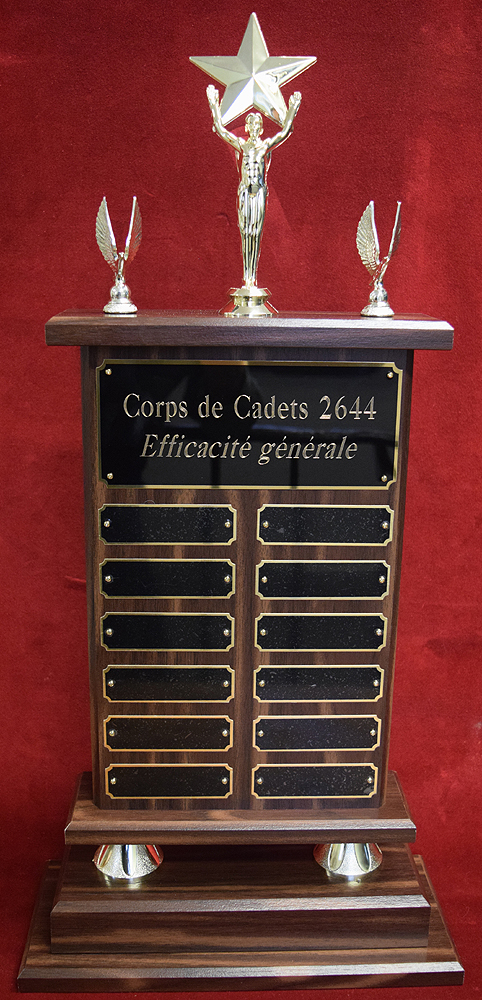 Corps de Cadets 2644
Efficacité générale